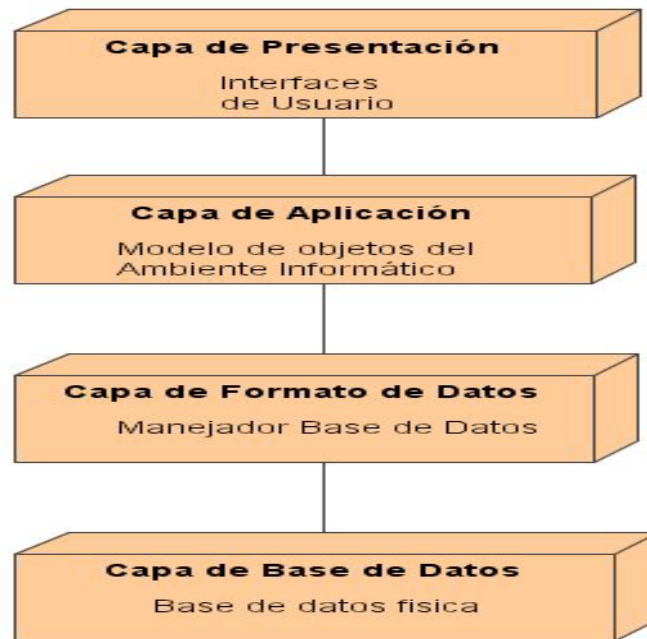 Capa de Presentación
Interfaces
de Usuario
Capa de Aplicación
Modelo de objetos del
Ambiente Informático
Capa de Formato de Datos
Manejador Base de Datos
Capa de Base de Datos
Base de datos fisica